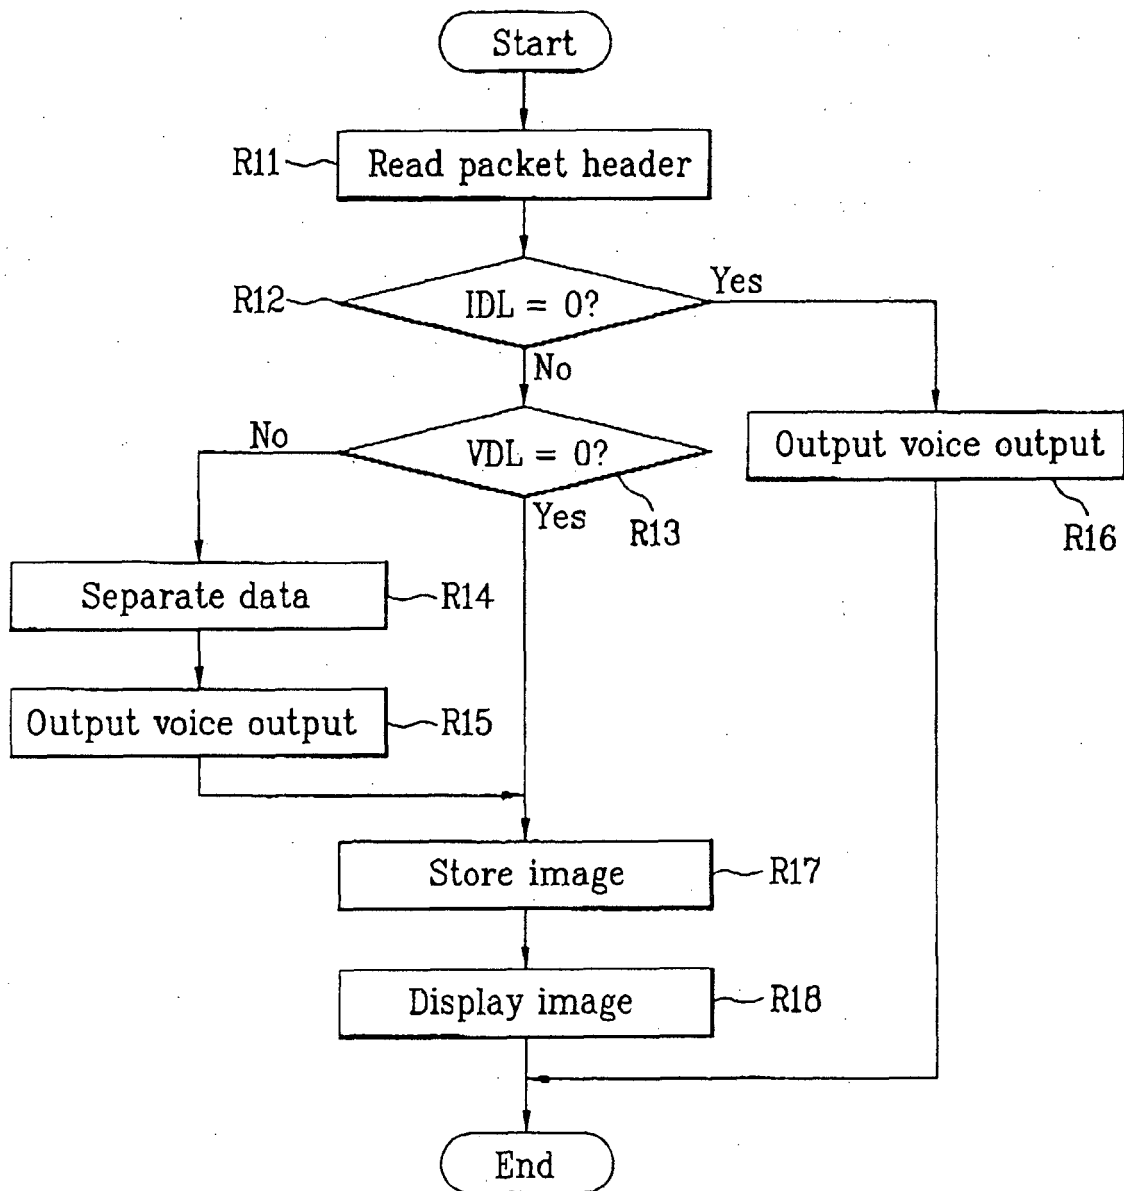 Start
R11
Read packet header
R12
IDL = 0?
Yes
No
VDL = 0?
No
Yes
R13
Output voice output
R16
Separate data
R14
Output voice output
R15
Store image
R17
Display image
R18
End